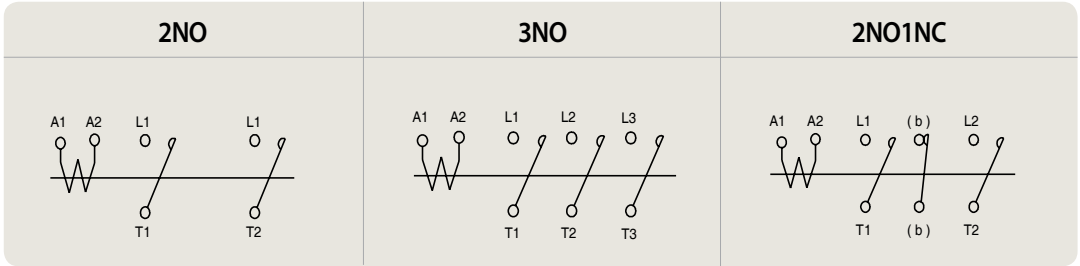 2NO
A1 A2 L1 L1
T1 T2
3NO
A1 A2 L1 L2 L3
T1 T2 T3
2NO1NC
A1 A2 L1 ( b ) L2
T1 ( b ) T2